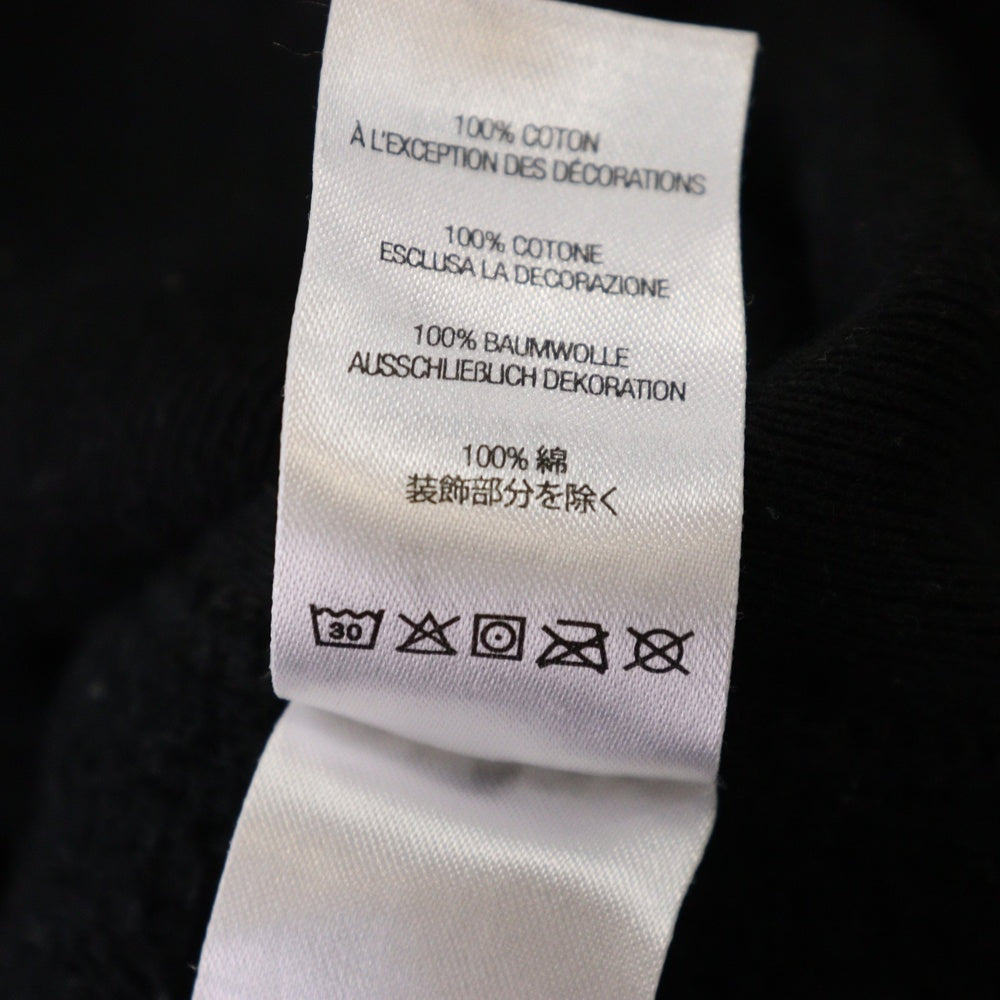 100% COTON
À L'EXCEPTION DES DÉCORATIONS
100% COTONE
ESCLUSA LA DECORAZIONE
100% BAUMWOLLE
AUSSCHLIEßLICH DEKORATION
100% 綿
装飾部分を除く
30